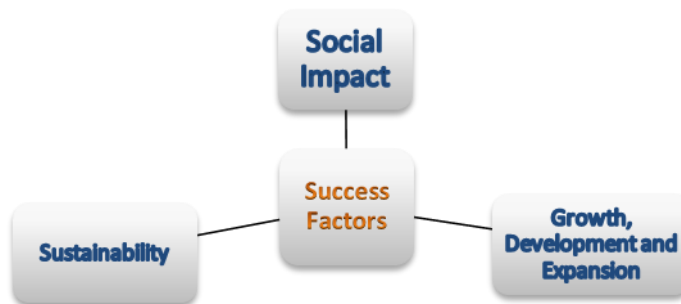 Social
Impact
Success
Factors
Sustainability
Growth,
Development and
Expansion